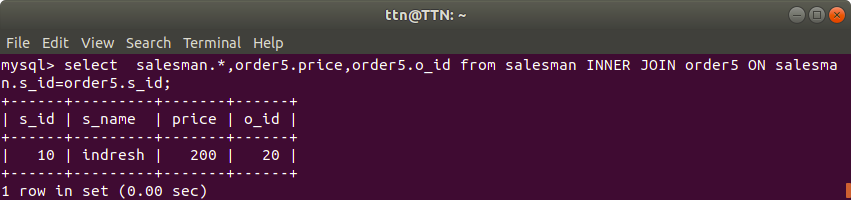 ttn@TTN: ~
File Edit View Search Terminal Help
mysql> select  salesman.*,order5.price,order5.o_id from salesman INNER JOIN order5 ON salesma
n.s_id=order5.s_id;
+------+---------+-------+------+
| s_id | s_name  | price | o_id |
+------+---------+-------+------+
|   10 | indresh |   200 |   20 |
+------+---------+-------+------+
1 row in set (0.00 sec)